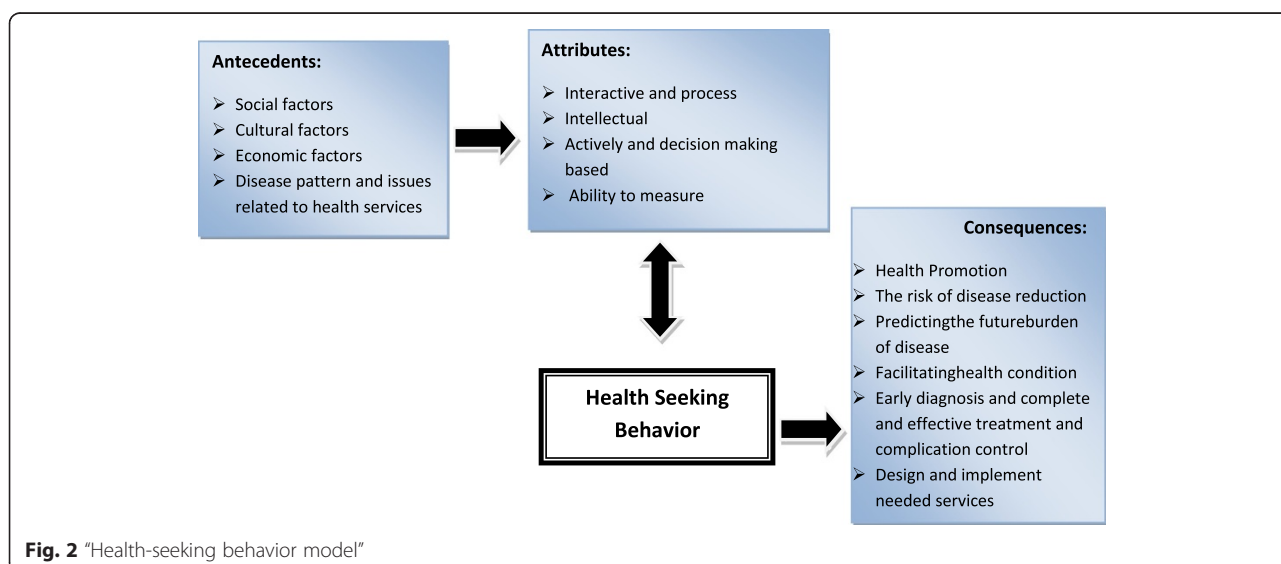 Antecedents:
➢ Social factors
➢ Cultural factors
➢ Economic factors
➢ Disease pattern and issues
related to health services
Attributes:
➢ Interactive and process
➢ Intellectual
➢ Actively and decision making
based
➢ Ability to measure
Health Seeking
Behavior
Consequences:
➢ Health Promotion
➢ The risk of disease reduction
➢ Predictingthe futureburden
of disease
➢ Facilitatinghealth condition
➢ Early diagnosis and complete
and effective treatment and
complication control
➢ Design and implement
needed services
Fig. 2 “Health-seeking behavior model”